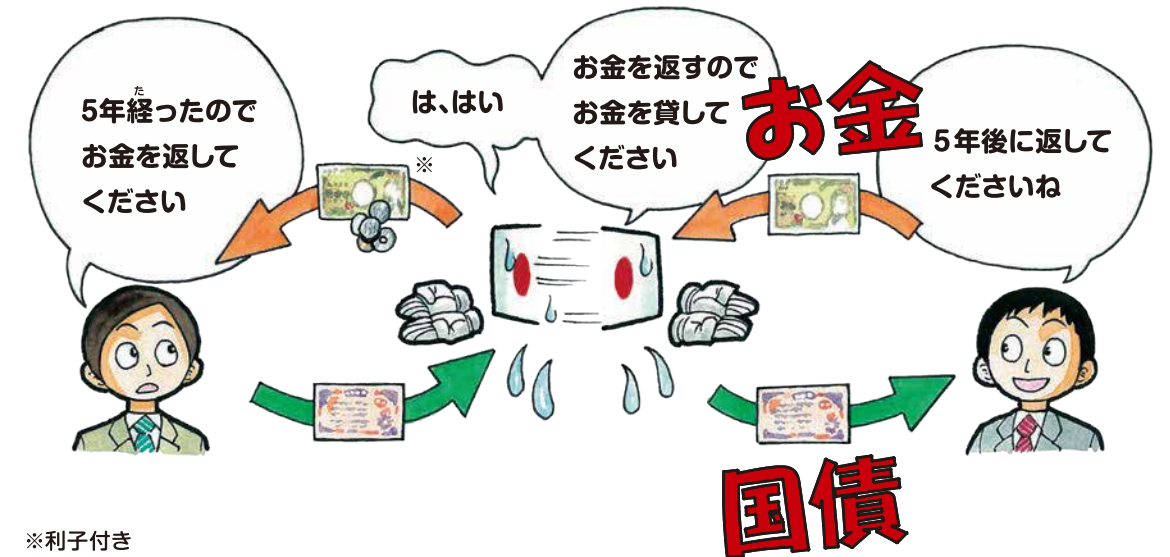 5年経ったので
お金を返して
ください
た
は、はい
お金を返すので
お金を貸して
ください
お金
5年後に返して
くださいね
※
国債
※利子付き